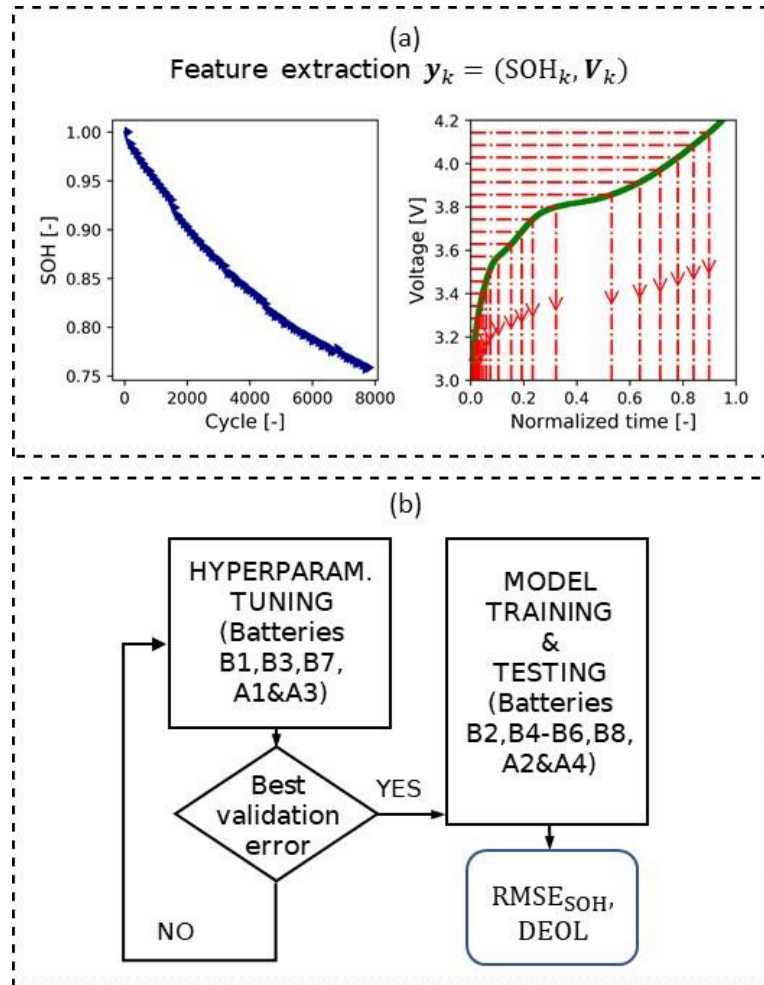 (a)
Feature extraction 𝒚ₖ = (SOHₖ, 𝑽ₖ)
1.00
0.95
0.90
0.85
0.80
0.75
SOH [-]
0
2000
4000
6000
8000
Cycle [-]
4.2
4.0
3.8
3.6
3.4
3.2
3.0
Voltage [V]
0.0
0.2
0.4
0.6
0.8
1.0
Normalized time [-]
(b)
HYPERPARAM.
TUNING
(Batteries
B1,B3,B7,
A1&A3)
Best
validation
error
YES
NO
MODEL
TRAINING
&
TESTING
(Batteries
B2,B4-B6,B8,
A2&A4)
RMSE_SOH,
DEOL